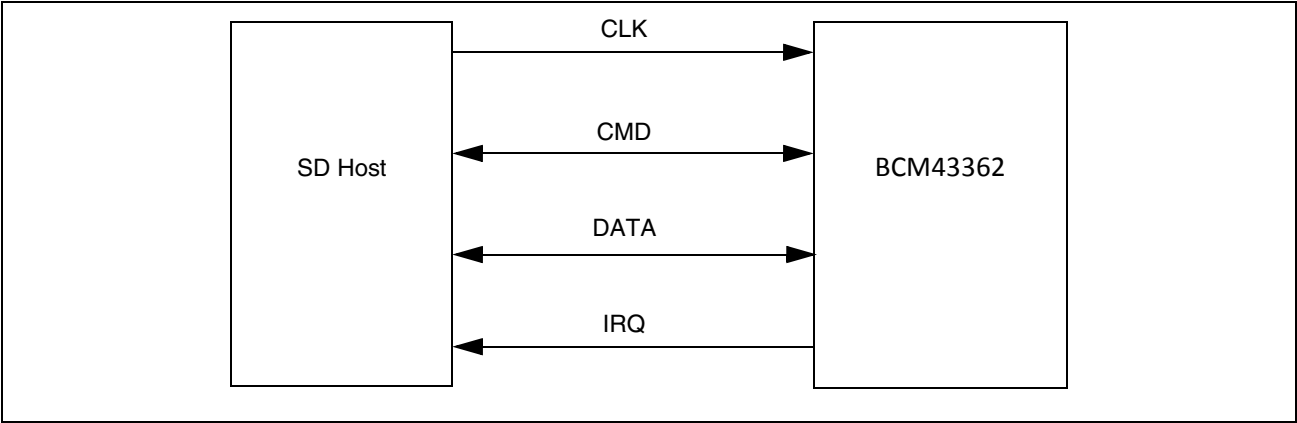 CLK
CMD
SD Host
BCM43362
DATA
IRQ